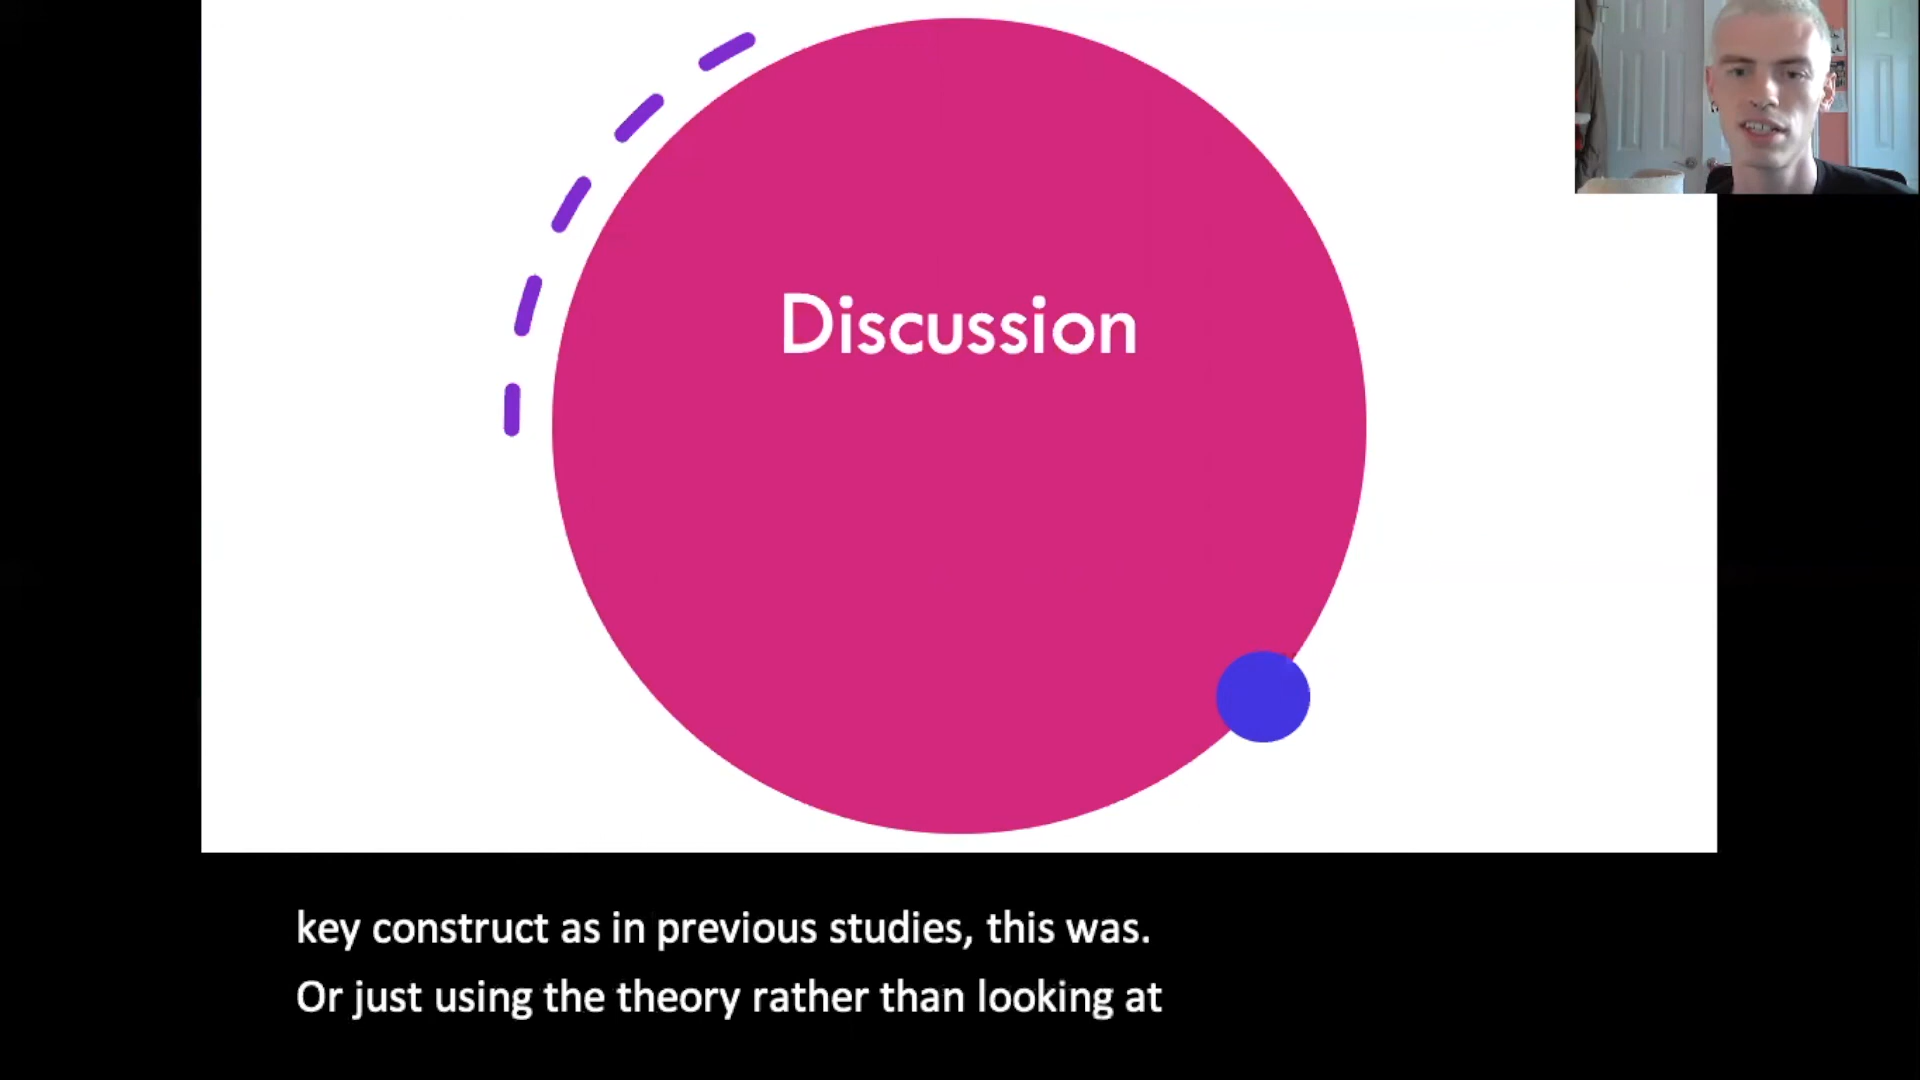 Discussion
key construct as in previous studies, this was.
Or just using the theory rather than looking at